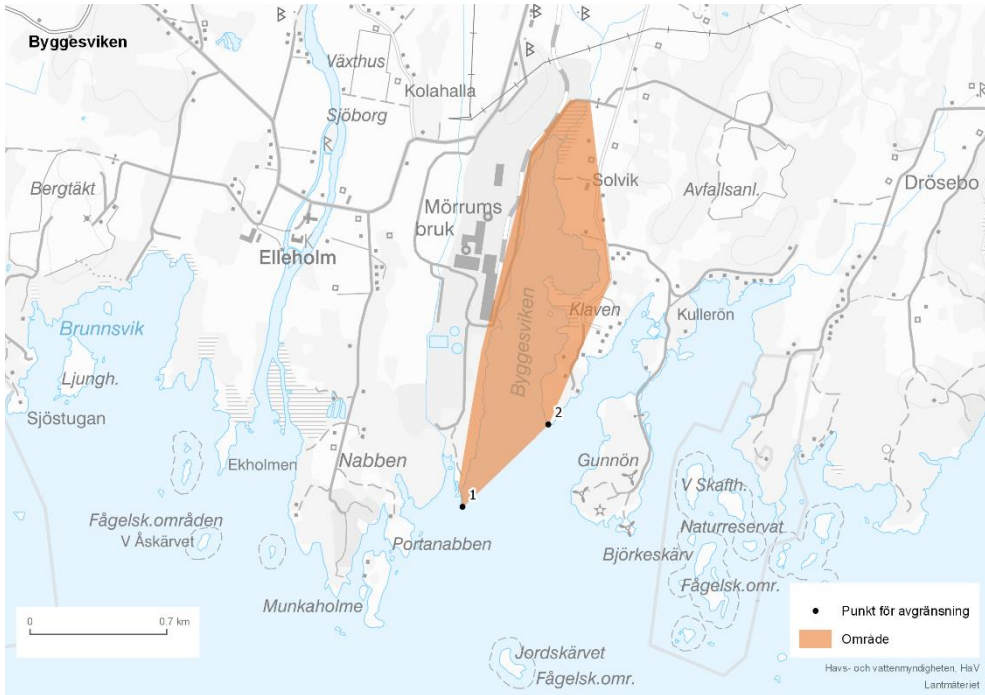 Byggesviken
Växthus
Kolahalla
Sjöborg
Bergtäkt
Solvik
Avfallsanl.
Drösebo
Mörrums
bruk
Elleholm
Brunnsvik
Klaven
Kullerön
Byggesviken
Ljungh.
Sjöstugan
2
Ekholmen
Nabben
Gunnön
1
V Skafth.
Fågelsk.områden
V Åskärvet
Naturreservat
Portanabben
Björkeskärv
Fågelsk.omr.
Munkaholme
Jordskärvet
Fågelsk.omr.
0
0.7 km
Punkt för avgränsning
Område
Havs- och vattenmyndigheten, HaV
Lantmäteriet